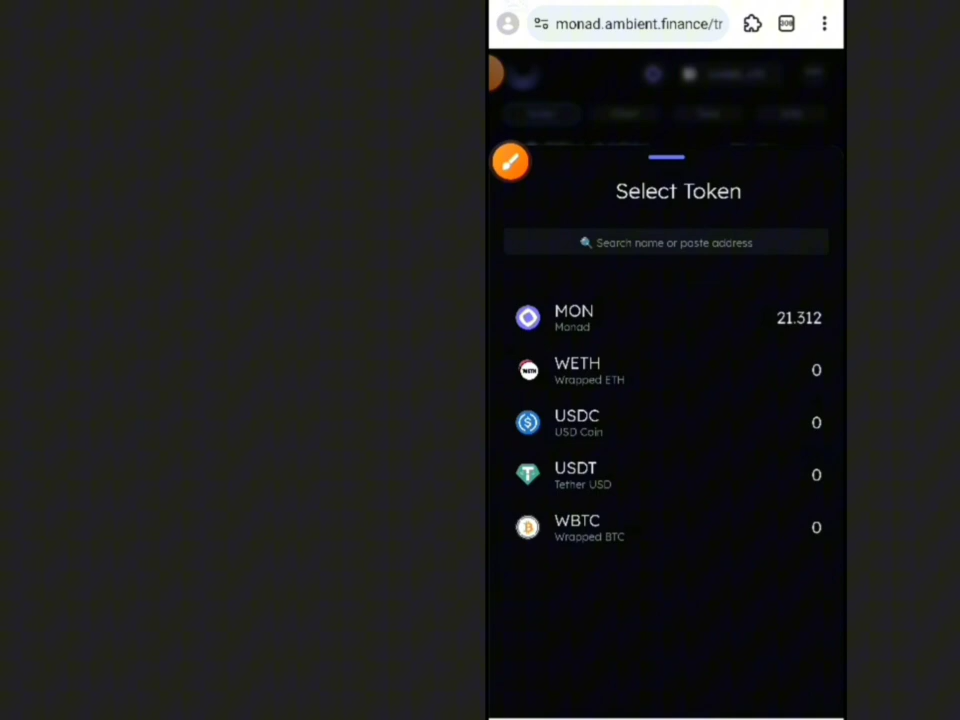 monad.ambient.finance/tr
Select Token
Search name or paste address
MON
21.312
Monad
WETH
0
Wrapped ETH
USDC
0
USD Coin
USDT
0
Tether USD
WBTC
0
Wrapped BTC